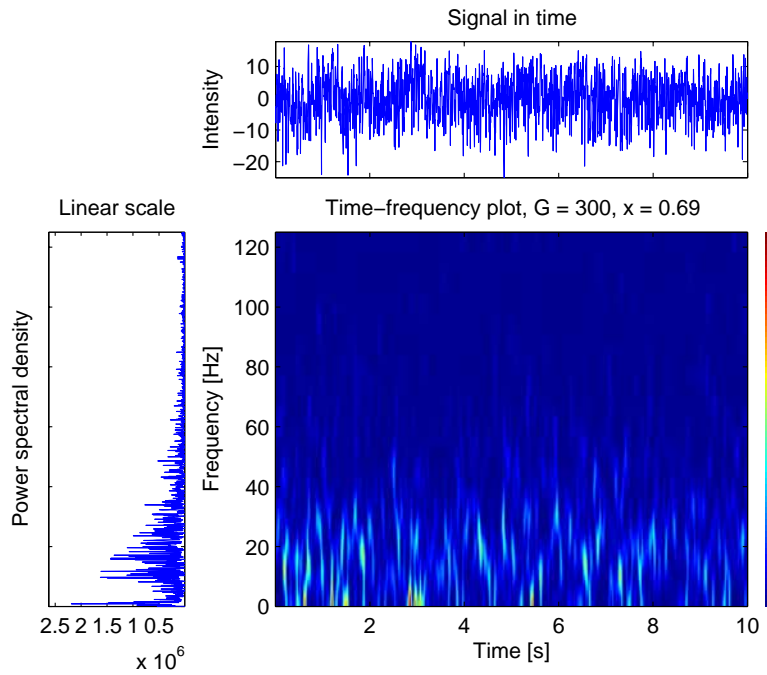 Signal in time
Intensity
10
0
−10
−20
Linear scale
Time−frequency plot, G = 300, x = 0.69
Power spectral density
Frequency [Hz]
120
100
80
60
40
20
0
2.5 2 1.5 1 0.5
x 10^6
2 4 6 8 10
Time [s]